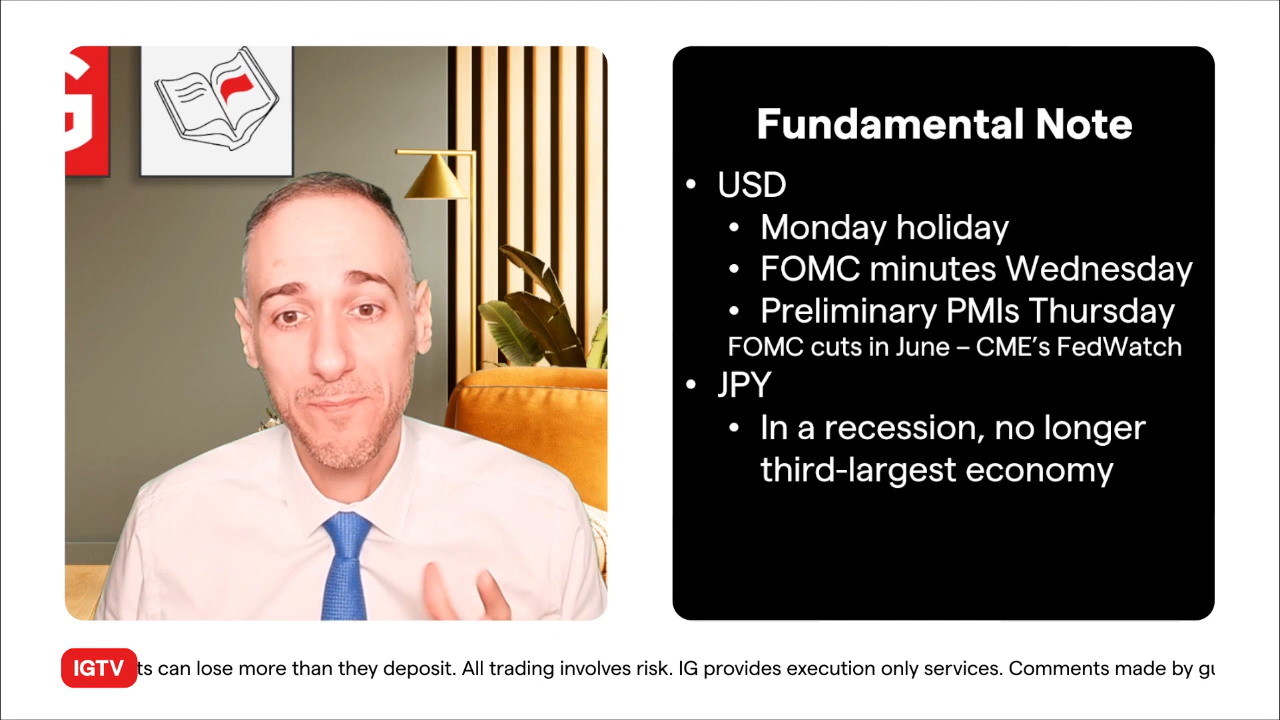 G
Fundamental Note
• USD
• Monday holiday
• FOMC minutes Wednesday
• Preliminary PMIs Thursday
FOMC cuts in June – CME’s FedWatch
• JPY
• In a recession, no longer
third-largest economy
IGTV can lose more than they deposit. All trading involves risk. IG provides execution only services. Comments made by